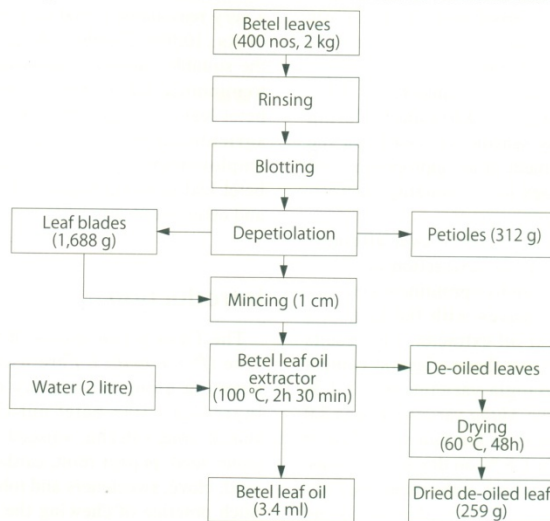 Betel leaves
(400 nos, 2 kg)
Rinsing
Blotting
Leaf blades
(1,688 g)
Depetiolation
Petioles (312 g)
Mincing (1 cm)
Water (2 litre)
Betel leaf oil
extractor
(100 °C, 2h 30 min)
De-oiled leaves
Drying
(60 °C, 48h)
Betel leaf oil
(3.4 ml)
Dried de-oiled leaf
(259 g)